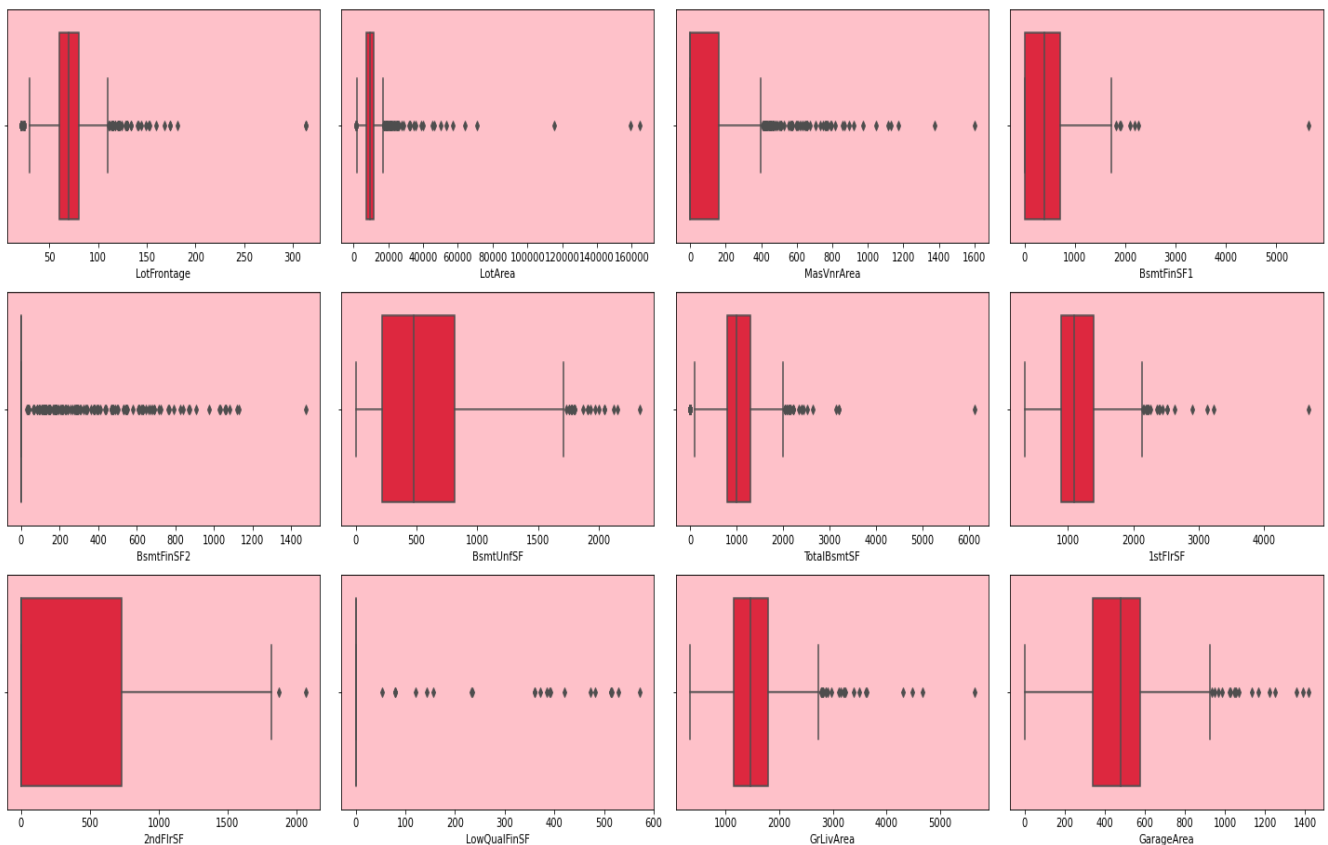 50 100 150 200 250 300
LotFrontage
0 20000 40000 60000 80000 100000 120000 140000 160000
LotArea
0 200 400 600 800 1000 1200 1400 1600
MasVnrArea
0 1000 2000 3000 4000 5000
BsmtFinSF1
0 200 400 600 800 1000 1200 1400
BsmtFinSF2
0 500 1000 1500 2000
BsmtUnfSF
0 1000 2000 3000 4000 5000 6000
TotalBsmtSF
1000 2000 3000 4000
1stFlrSF
0 500 1000 1500 2000
2ndFlrSF
0 100 200 300 400 500 600
LowQualFinSF
1000 2000 3000 4000 5000
GrLivArea
0 200 400 600 800 1000 1200 1400
GarageArea